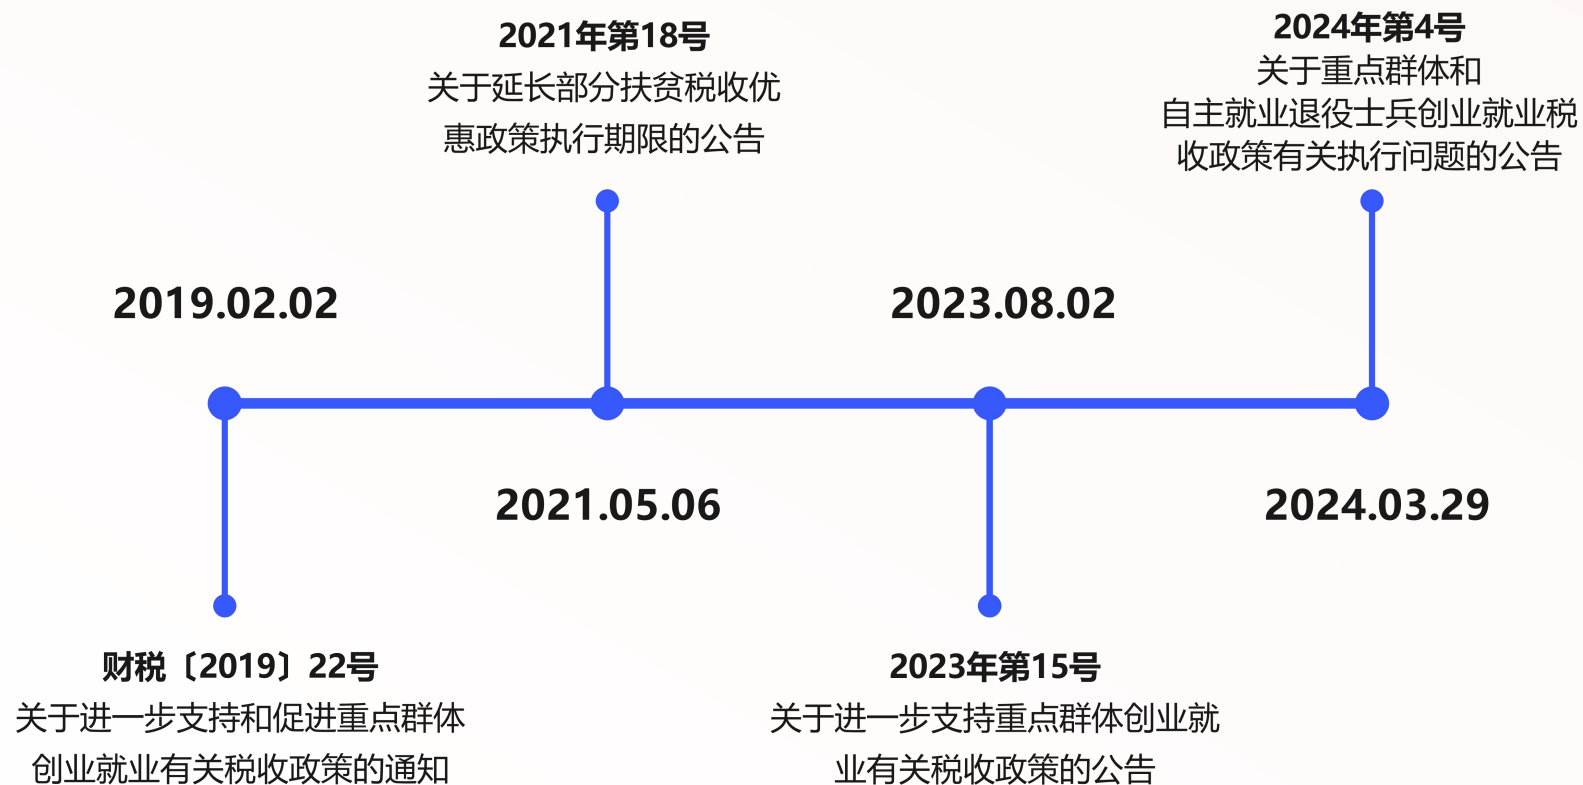 2021年第18号
关于延长部分扶贫税收优
惠政策执行期限的公告
2024年第4号
关于重点群体和
自主就业退役士兵创业就业税
收政策有关执行问题的公告
2019.02.02
2023.08.02
2021.05.06
2024.03.29
财税〔2019〕22号
关于进一步支持和促进重点群体
创业就业有关税收政策的通知
2023年第15号
关于进一步支持重点群体创业就
业有关税收政策的公告